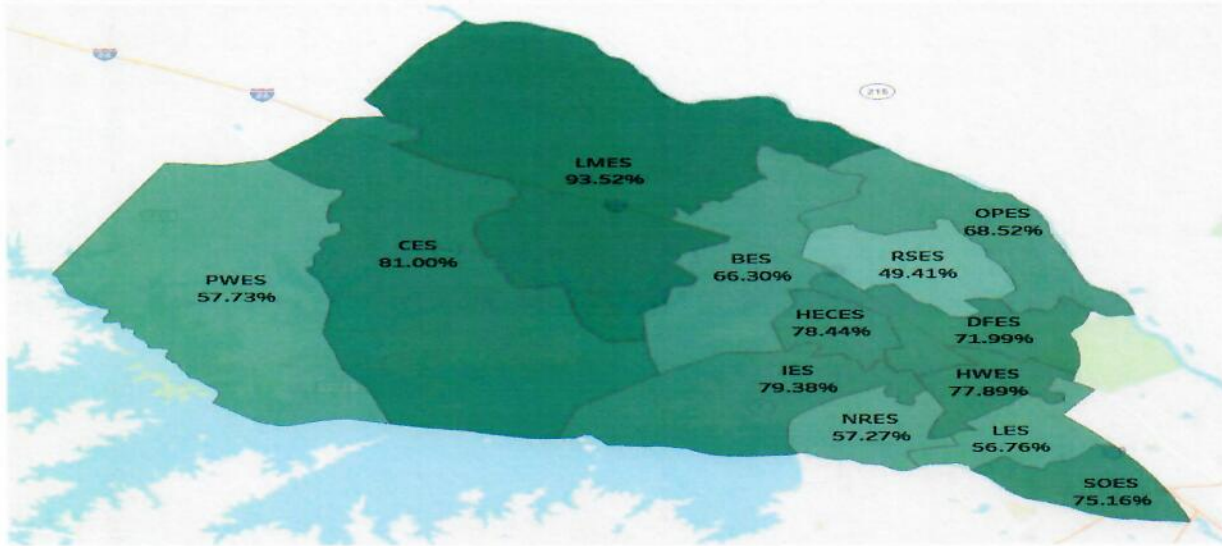 215
LMES
93.52%
OPES
68.52%
CES
81.00%
BES
66.30%
RSES
49.41%
PWES
57.73%
HECES
78.44%
DFES
71.99%
IES
79.38%
HWES
77.89%
NRES
57.27%
LES
56.76%
SOES
75.16%